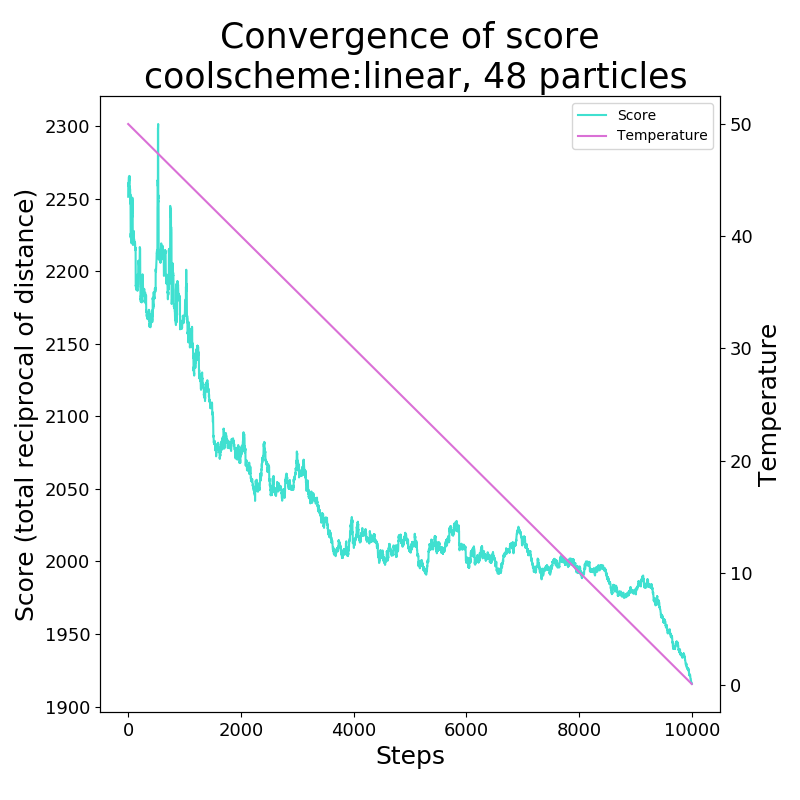 Convergence of score
coolscheme:linear, 48 particles
Score
Temperature
2300
2250
2200
2150
2100
2050
2000
1950
1900
Score (total reciprocal of distance)
50
40
30
20
10
0
Temperature
0 2000 4000 6000 8000 10000
Steps